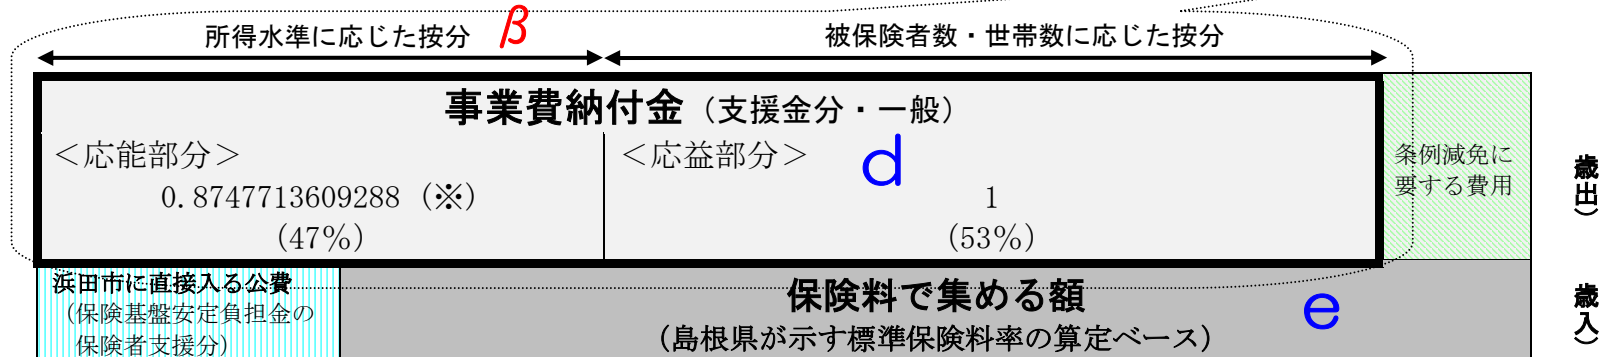 所得水準に応じた按分 β 被保険者数・世帯数に応じた按分
事業費納付金(支援金分・一般)
<応能部分> <応益部分> d
0.8747713609288 (※) 1
(47%) (53%)
条例減免に
要する費用
歳出)
浜田市に直接入る公費
(保険基盤安定負担金の
保険者支援分)
保険料で集める額 e
(島根県が示す標準保険料率の算定ベース)
歳入)